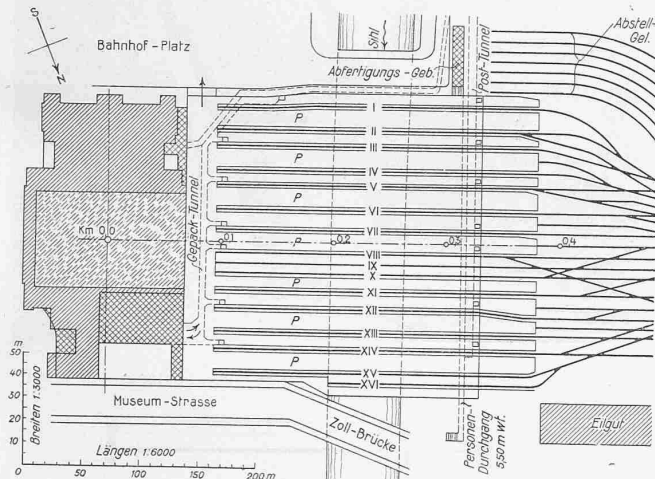 S
N
Bahnhof - Platz
Sihl
Abfertigungs - Geb.
Post-Tunnel
Abstell-
Gel.
Gepäck-Tunnel
P
I
II
P
III
IV
P
V
VI
P
VII
Km 0,0
0,1
P
0,2
0,3
0,4
VIII
IX
X
P
XI
XII
P
XIII
XIV
P
XV
XVI
m
50
40
30
20
10
0
Breiten 1:3000
Museum - Strasse
Längen 1:6000
50
100
150
200 m
Zoll-Brücke
Personen-
Durchgang
5,50 m wt.
Eilgut